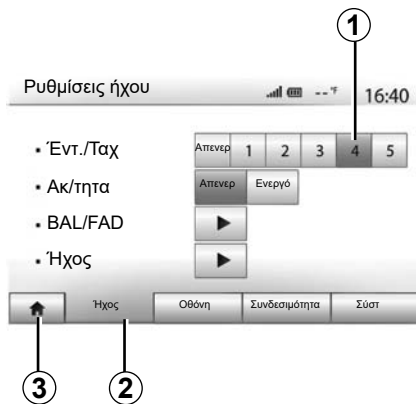 1
Ρυθμίσεις ήχου --°F 16:40
• Έντ./Ταχ Απενερ 1 2 3 4 5
• Ακ/τητα Απενερ Ενεργό
• BAL/FAD
• Ήχος
Ήχος Οθόνη Συνδεσιμότητα Σύστ
3 2